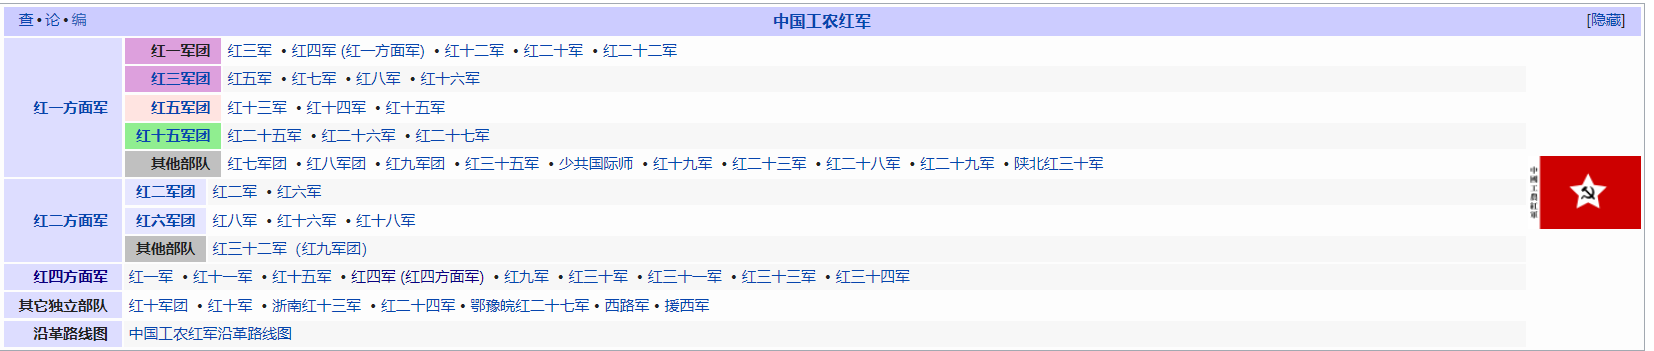 查 • 论 • 编 中国工农红军 [隐藏]
红一方面军
红一军团 红三军 • 红四军 (红一方面军) • 红十二军 • 红二十军 • 红二十二军
红三军团 红五军 • 红七军 • 红八军 • 红十六军
红五军团 红十三军 • 红十四军 • 红十五军
红十五军团 红二十五军 • 红二十六军 • 红二十七军
其他部队 红七军团 • 红八军团 • 红九军团 • 红三十五军 • 少共国际师 • 红十九军 • 红二十三军 • 红二十八军 • 红二十九军 • 陕北红三十军
红二方面军
红二军团 红二军 • 红六军
红六军团 红八军 • 红十六军 • 红十八军
其他部队 红三十二军（红九军团）
红四方面军 红一军 • 红十一军 • 红十五军 • 红四军 (红四方面军) • 红九军 • 红三十军 • 红三十一军 • 红三十三军 • 红三十四军
其它独立部队 红十军团 • 红十军 • 浙南红十三军 • 红二十四军 • 鄂豫皖红二十七军 • 西路军 • 援西军
沿革路线图 中国工农红军沿革路线图
中國工農紅軍